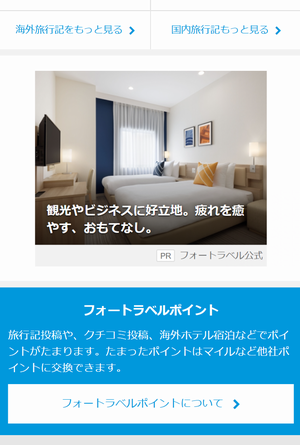 海外旅行記をもっと見る
国内旅行記もっと見る
観光やビジネスに好立地。疲れを癒
やす、おもてなし。
PR フォートラベル公式
フォートラベルポイント
旅行記投稿や、クチコミ投稿、海外ホテル宿泊などでポイ
ントがたまります。たまったポイントはマイルなど他社ポ
イントに交換できます。
フォートラベルポイントについて